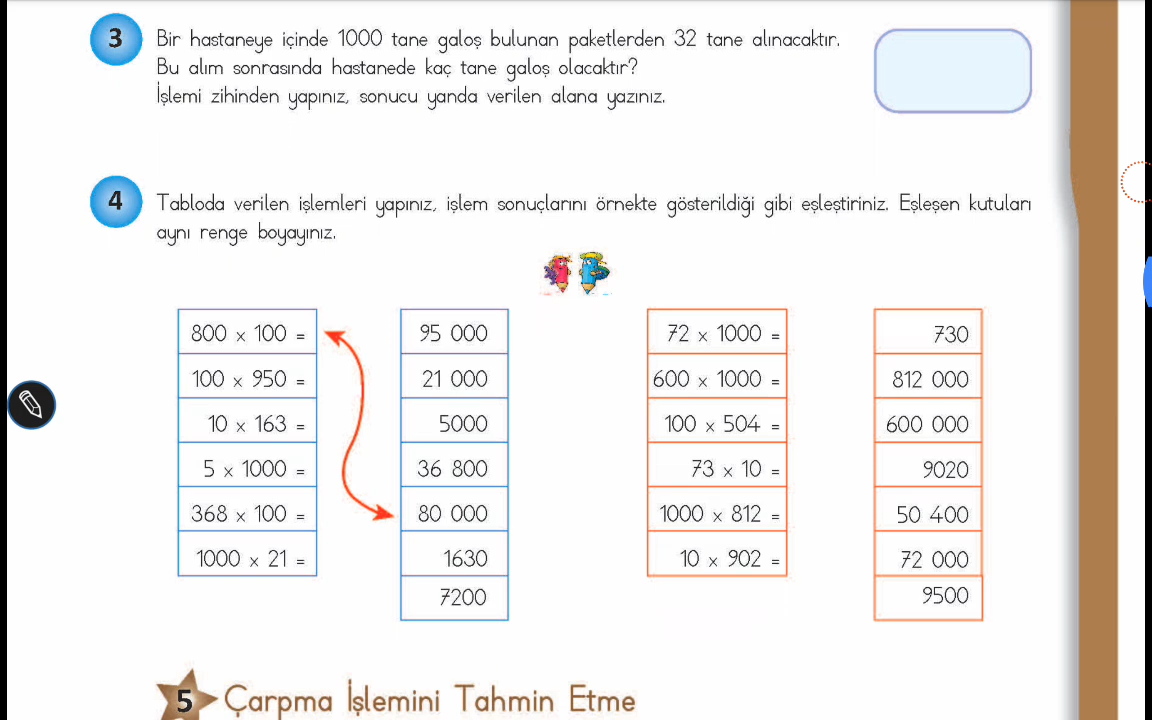 3 Bir hastaneye içinde 1000 tane galoş bulunan paketlerden 32 tane alınacaktır.
Bu alım sonrasında hastanede kaç tane galoş olacaktır?
İşlemi zihinden yapınız, sonucu yanda verilen alana yazınız.
4 Tabloda verilen işlemleri yapınız, işlem sonuçlarını örnekte gösterildiği gibi eşleştiriniz. Eşleşen kutuları
aynı renge boyayınız.
800 x 100 = 95 000 72 x 1000 = 730
100 x 950 = 21 000 600 x 1000 = 812 000
10 x 163 = 5000 100 x 504 = 600 000
5 x 1000 = 36 800 73 x 10 = 9020
368 x 100 = 80 000 1000 x 812 = 50 400
1000 x 21 = 1630 10 x 902 = 72 000
7200 9500
5 Çarpma İşlemini Tahmin Etme